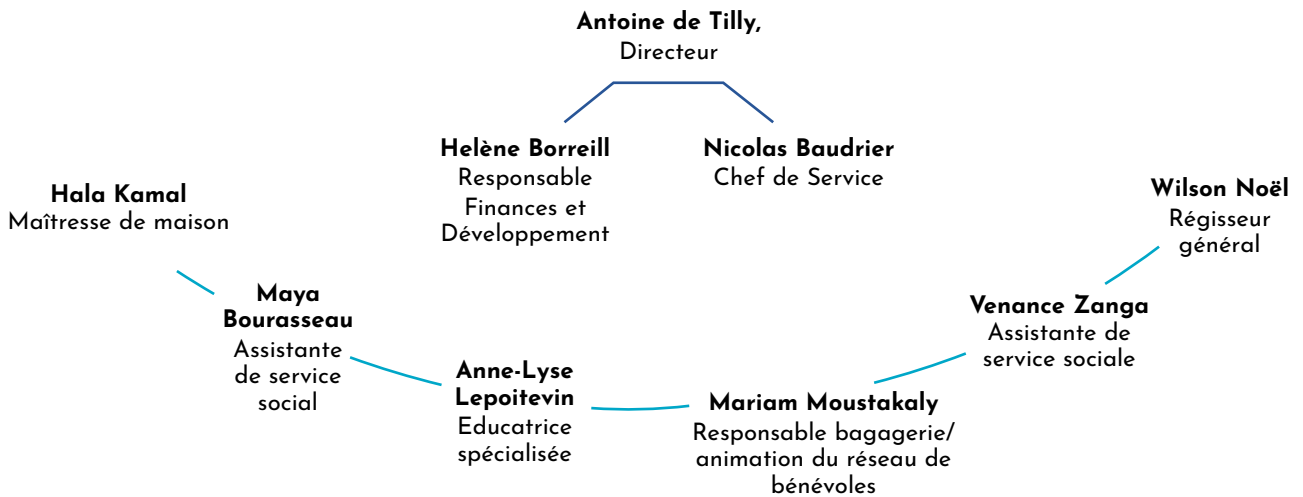 Antoine de Tilly,
Directeur
Helène Borreill
Responsable
Finances et
Développement
Nicolas Baudrier
Chef de Service
Hala Kamal
Maîtresse de maison
Wilson Noël
Régisseur
général
Maya
Bourasseau
Assistante
de service
social
Venance Zanga
Assistante de
service sociale
Anne-Lyse
Lepoitevin
Educatrice
spécialisée
Mariam Moustakaly
Responsable bagagerie/
animation du réseau de
bénévoles